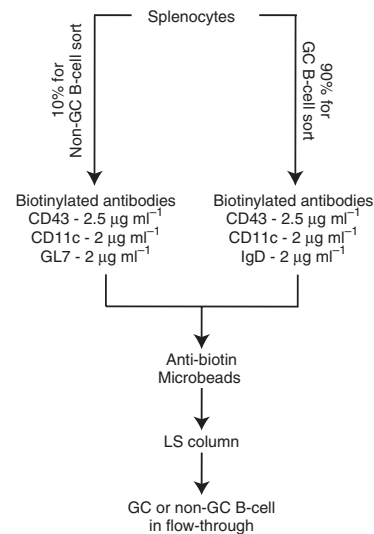 Splenocytes
10% for
Non-GC B-cell sort
90% for
GC B-cell
sort
Biotinylated antibodies
CD43 - 2.5 μg ml⁻¹
CD11c - 2 μg ml⁻¹
GL7 - 2 μg ml⁻¹
Biotinylated antibodies
CD43 - 2.5 μg ml⁻¹
CD11c - 2 μg ml⁻¹
IgD - 2 μg ml⁻¹
Anti-biotin
Microbeads
LS column
GC or non-GC B-cell
in flow-through